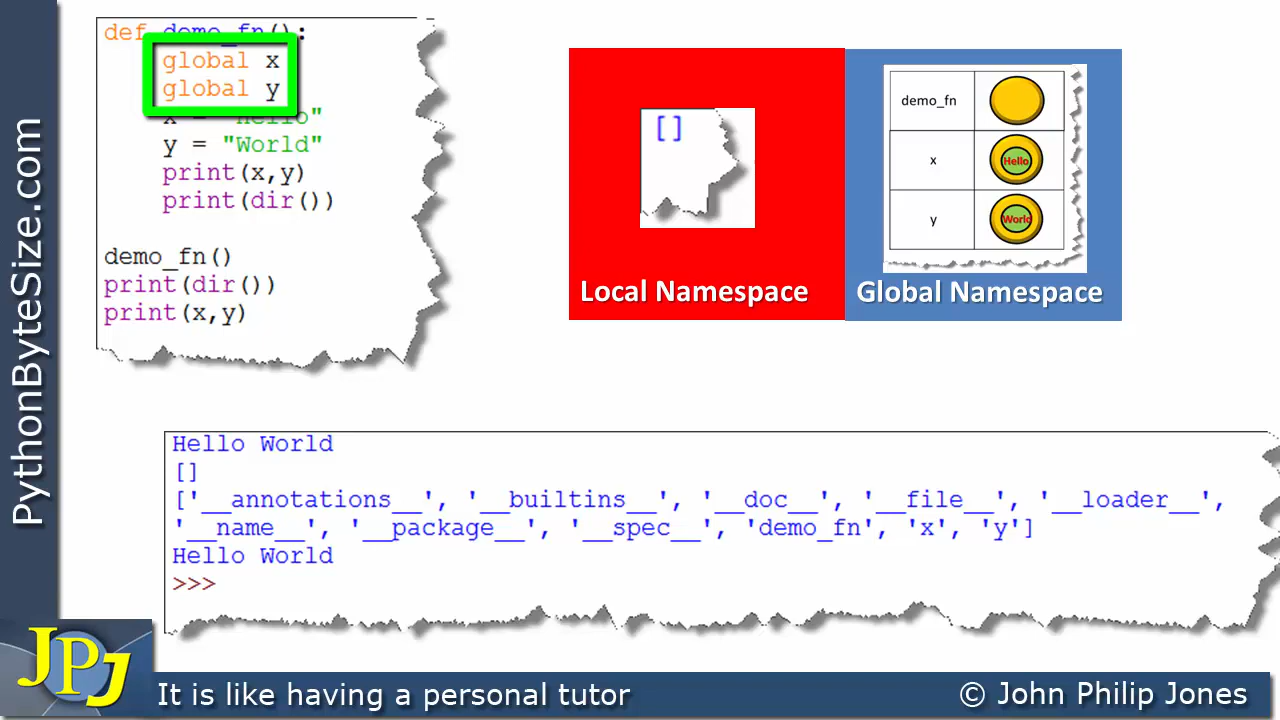 def demo_fn():
global x
global y
x = "Hello"
y = "World"
print(x,y)
print(dir())
demo_fn()
print(dir())
print(x,y)
[]
Local Namespace
demo_fn
x
Hello
y
World
Global Namespace
Hello World
[]
['__annotations__', '__builtins__', '__doc__', '__file__', '__loader__',
'__name__', '__package__', '__spec__', 'demo_fn', 'x', 'y']
Hello World
>>>
PythonByteSize.com
JPJ
It is like having a personal tutor
© John Philip Jones